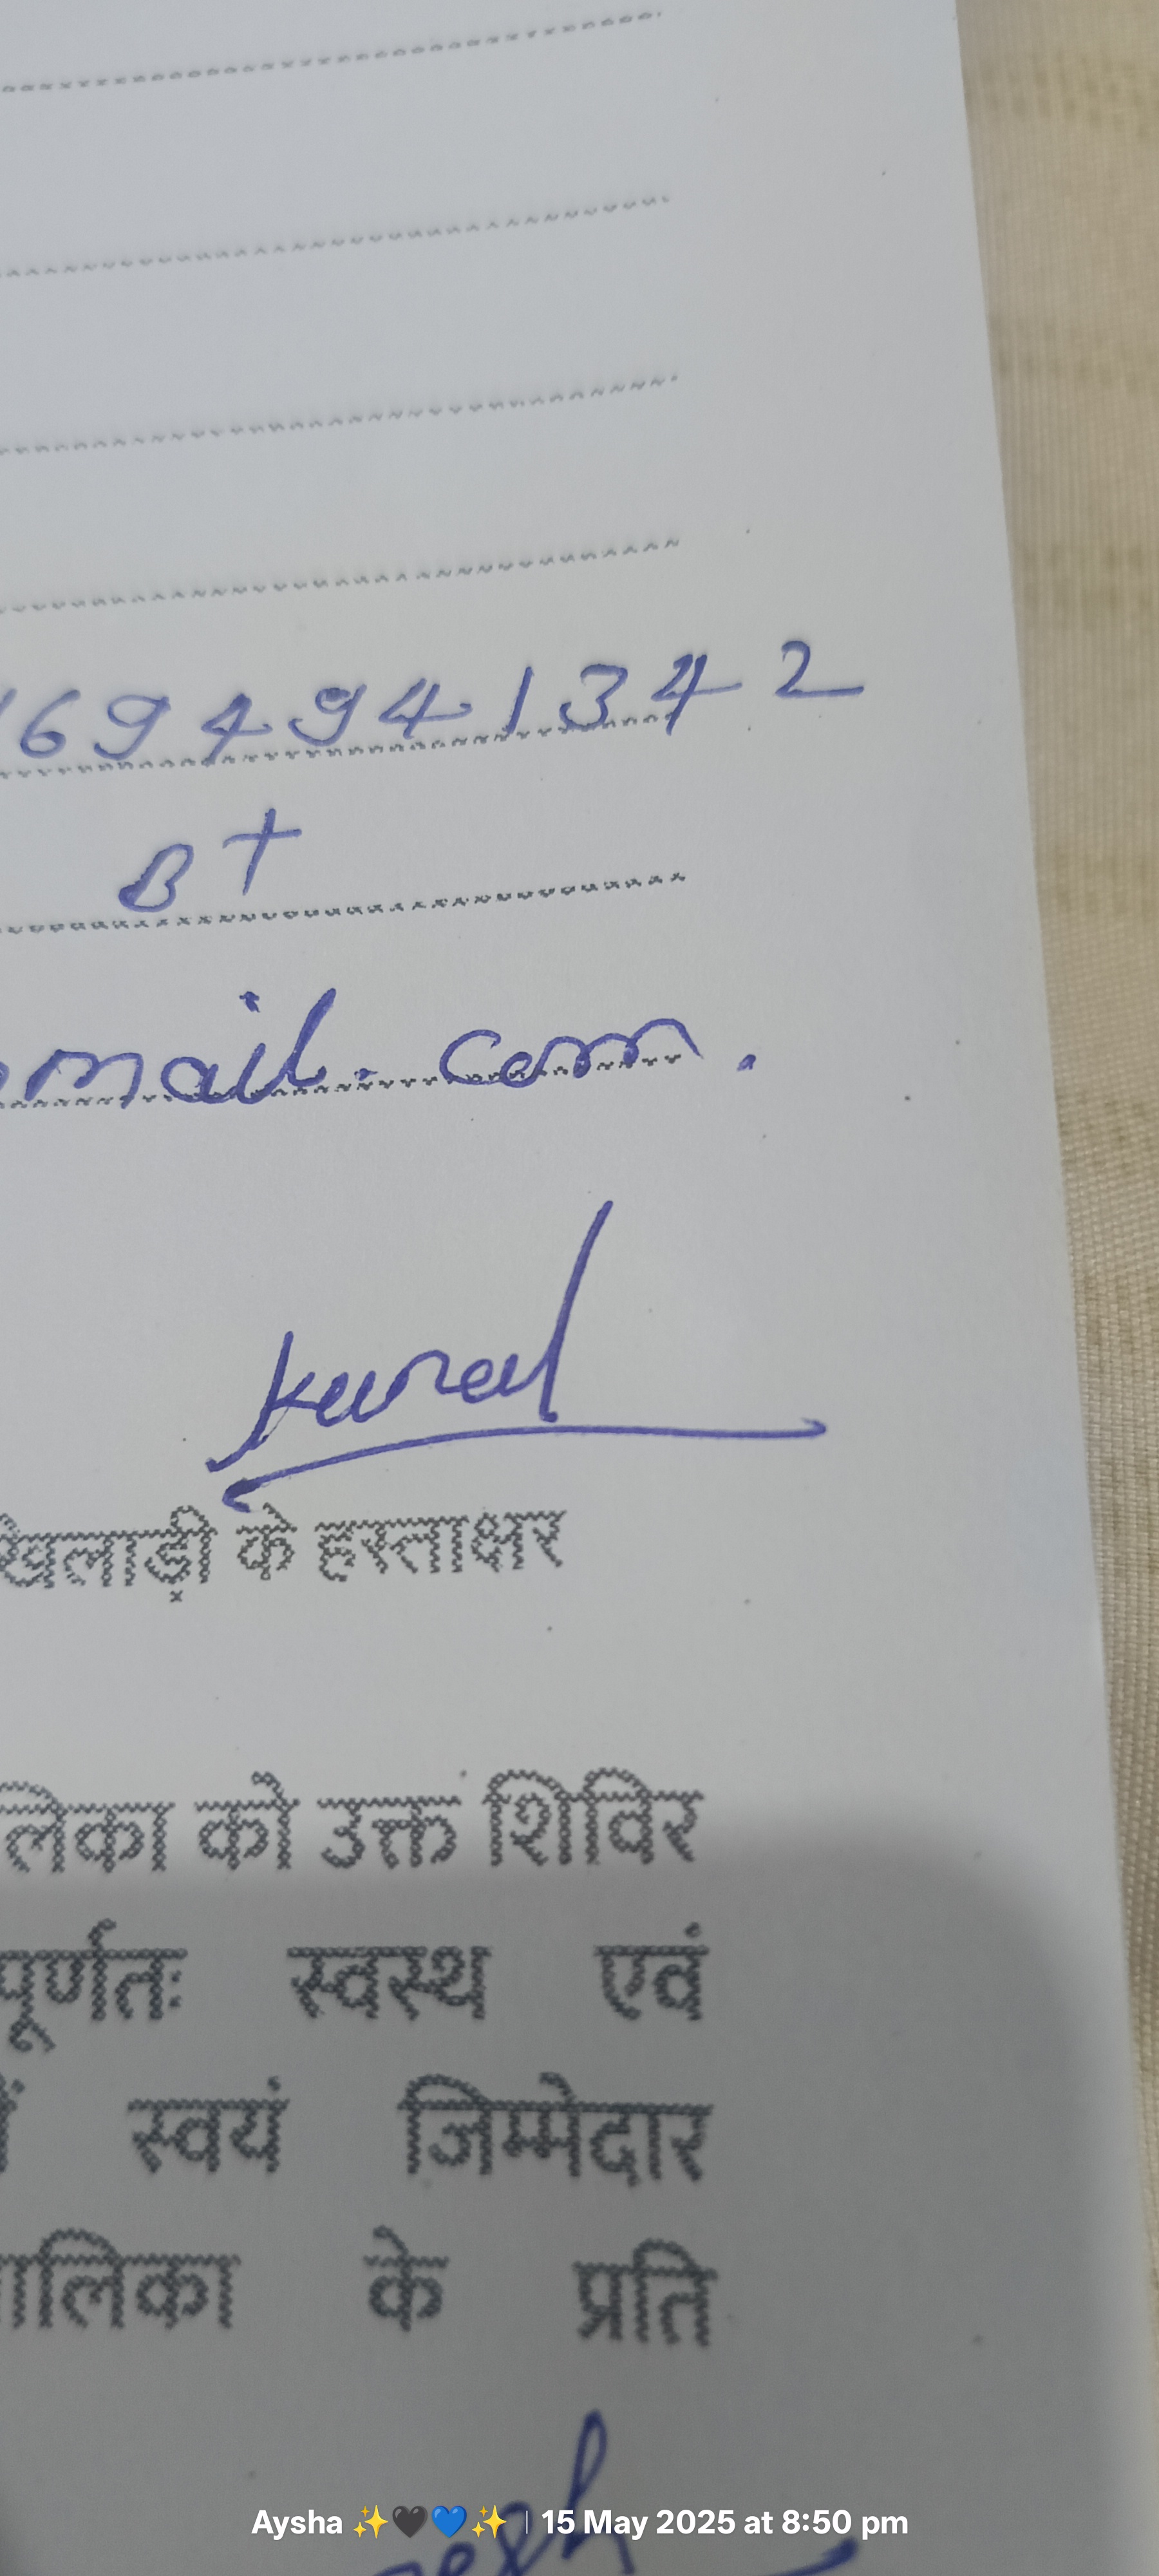 694941342
B+
mail. com.
kunal
खिलाड़ी के हस्ताक्षर
लिका को उक्त शिविर
पूर्णतः स्वस्थ एवं
स्वयं जिम्मेदार
ालिका के प्रति
Aysha ✨🖤💙✨ | 15 May 2025 at 8:50 pm